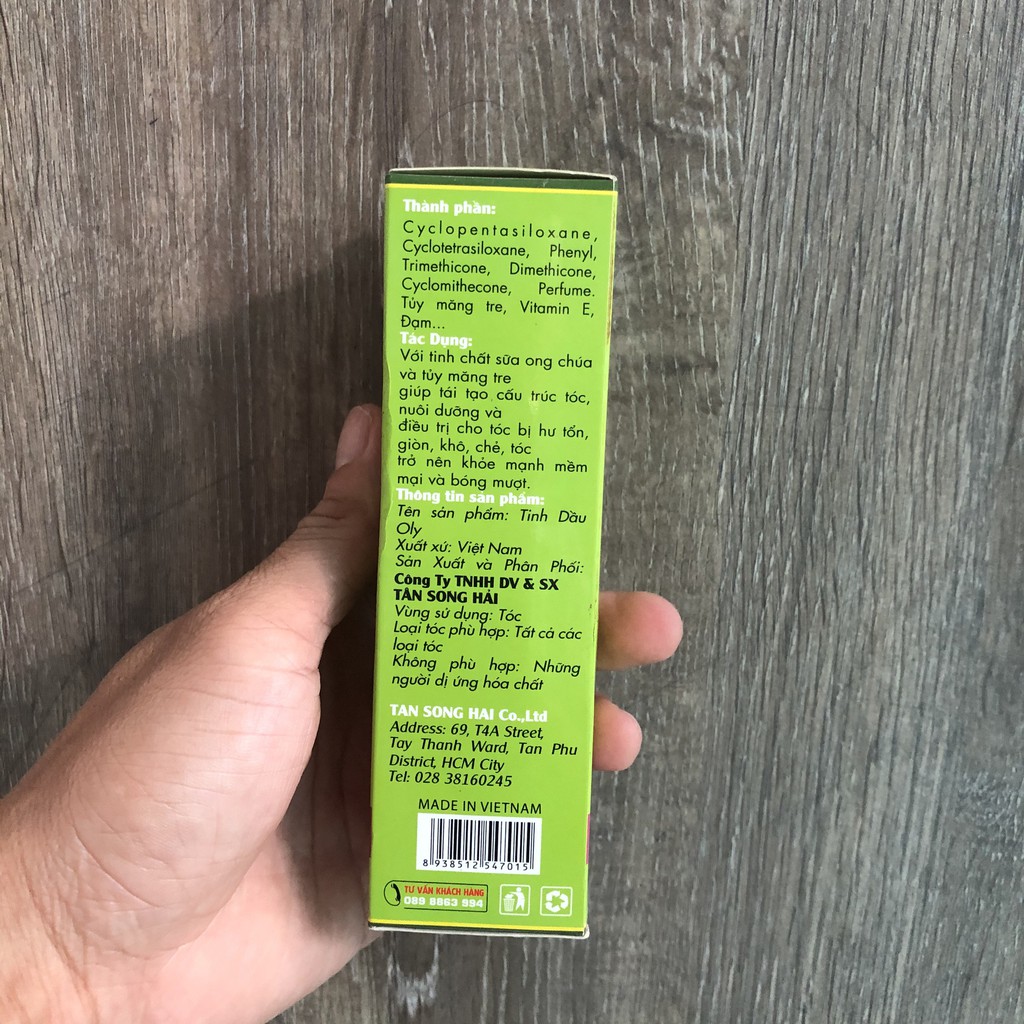 Thành phần:
Cyclopentasiloxane,
Cyclotetrasiloxane, Phenyl,
Trimethicone, Dimethicone,
Cyclomithecone, Perfume.
Tủy măng tre, Vitamin E,
Đạm...
Tác Dụng:
Với tinh chất sữa ong chúa
và tủy măng tre
giúp tái tạo cấu trúc tóc,
nuôi dưỡng và
điều trị cho tóc bị hư tổn,
giòn, khô, chẻ, tóc
trở nên khỏe mạnh mềm
mại và bóng mượt.
Thông tin sản phẩm:
Tên sản phẩm: Tinh Dầu
Oly
Xuất xứ: Việt Nam
Sản Xuất và Phân Phối:
Công Ty TNHH DV & SX
TÂN SONG HẢI
Vùng sử dụng: Tóc
Loại tóc phù hợp: Tất cả các
loại tóc
Không phù hợp: Những
người dị ứng hóa chất
TAN SONG HAI Co.,Ltd
Address: 69, T4A Street,
Tay Thanh Ward, Tan Phu
District, HCM City
Tel: 028 38160245
MADE IN VIETNAM
8 938512 547015
TƯ VẤN KHÁCH HÀNG
089 8863 994